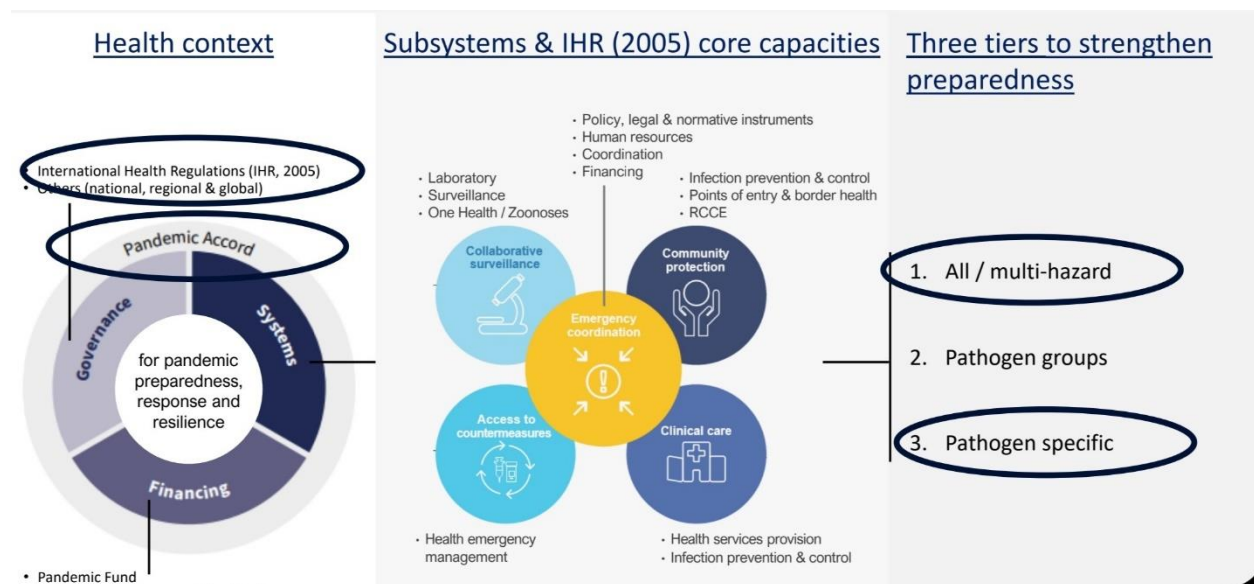 Health context
• International Health Regulations (IHR, 2005)
• Others (national, regional & global)
Pandemic Accord
Governance
Systems
Financing
for pandemic
preparedness,
response and
resilience
• Pandemic Fund
Subsystems & IHR (2005) core capacities
• Policy, legal & normative instruments
• Human resources
• Coordination
• Financing
• Laboratory
• Surveillance
• One Health / Zoonoses
• Infection prevention & control
• Points of entry & border health
• RCCE
Collaborative
surveillance
Community
protection
Emergency
coordination
Access to
countermeasures
Clinical care
• Health emergency
management
• Health services provision
• Infection prevention & control
Three tiers to strengthen
preparedness
1. All / multi-hazard
2. Pathogen groups
3. Pathogen specific